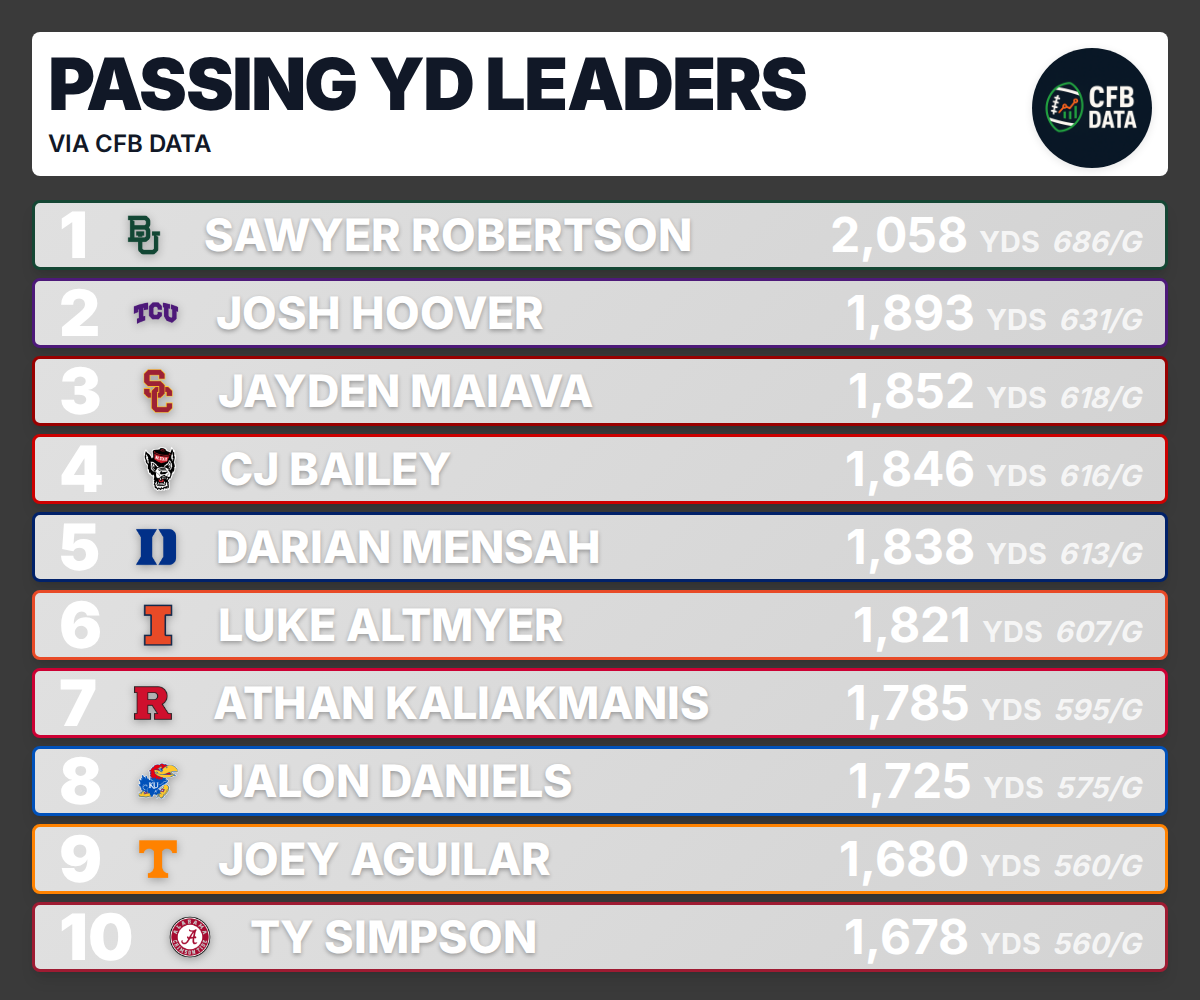 PASSING YD LEADERS
VIA CFB DATA
CFB
DATA
1 BU SAWYER ROBERTSON 2,058 YDS 686/G
2 TCU JOSH HOOVER 1,893 YDS 631/G
3 SC JAYDEN MAIAVA 1,852 YDS 618/G
4 CJ BAILEY 1,846 YDS 616/G
5 D DARIAN MENSAH 1,838 YDS 613/G
6 I LUKE ALTMYER 1,821 YDS 607/G
7 R ATHAN KALIAKMANIS 1,785 YDS 595/G
8 KU JALON DANIELS 1,725 YDS 575/G
9 T JOEY AGUILAR 1,680 YDS 560/G
10 A TY SIMPSON 1,678 YDS 560/G